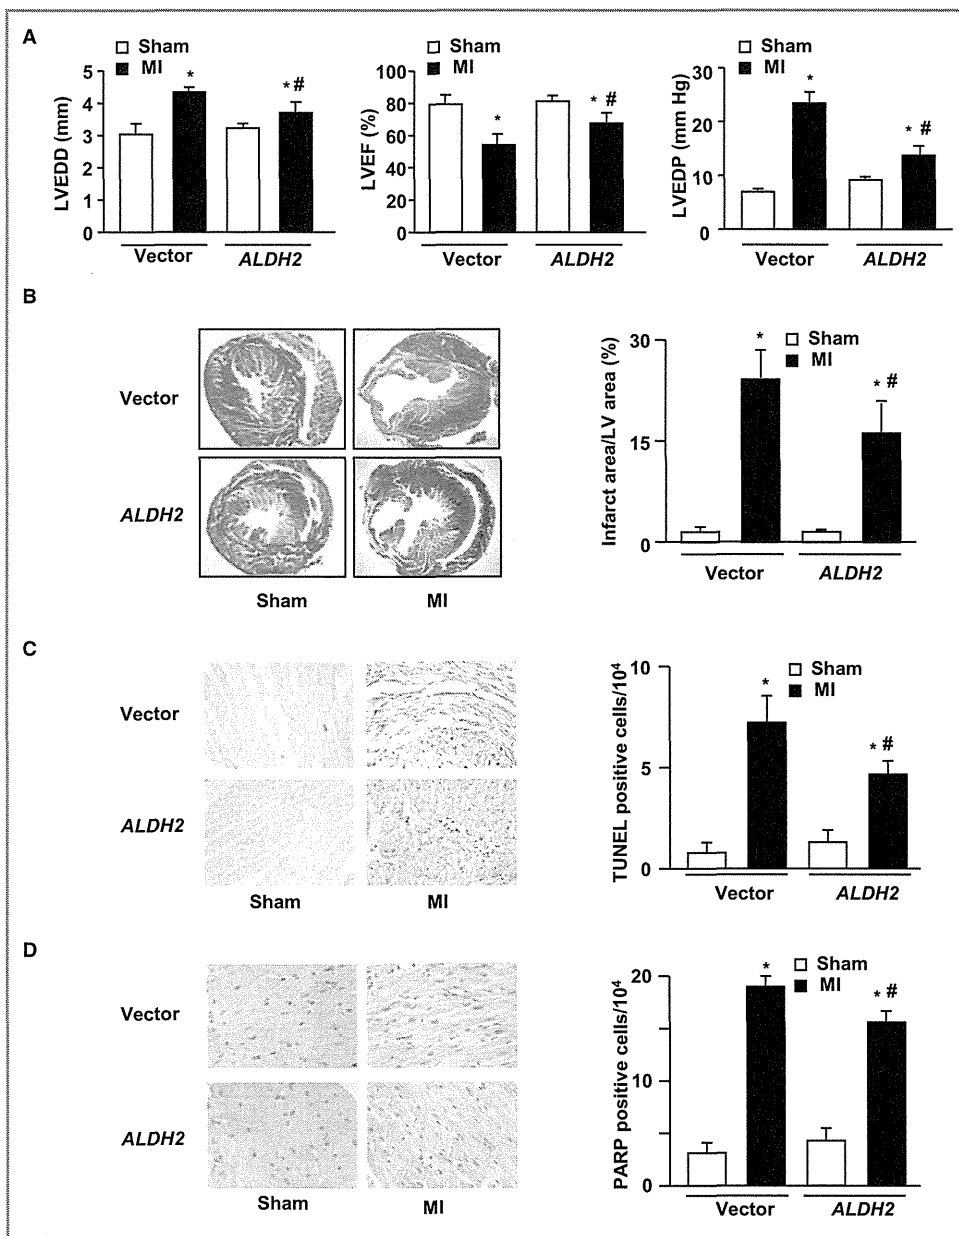 A
Sham
MI
5
4
3
2
1
0
LVEDD (mm)
*
* #
Vector
ALDH2
Sham
MI
100
80
60
40
20
0
LVEF (%)
*
* #
Vector
ALDH2
Sham
MI
30
20
10
0
LVEDP (mm Hg)
*
* #
Vector
ALDH2
B
Vector
ALDH2
Sham
MI
Sham
MI
30
15
0
Infarct area/LV area (%)
*
* #
Vector
ALDH2
C
Vector
ALDH2
Sham
MI
Sham
MI
10
5
0
TUNEL positive cells/10⁴
*
* #
Vector
ALDH2
D
Vector
ALDH2
Sham
MI
Sham
MI
20
10
0
PARP positive cells/10⁴
*
* #
Vector
ALDH2